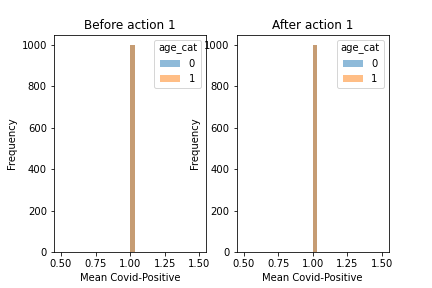 Before action 1
After action 1
1000
800
600
400
200
0
Frequency
age_cat
0
1
0.50 0.75 1.00 1.25 1.50
Mean Covid-Positive
1000
800
600
400
200
0
Frequency
age_cat
0
1
0.50 0.75 1.00 1.25 1.50
Mean Covid-Positive